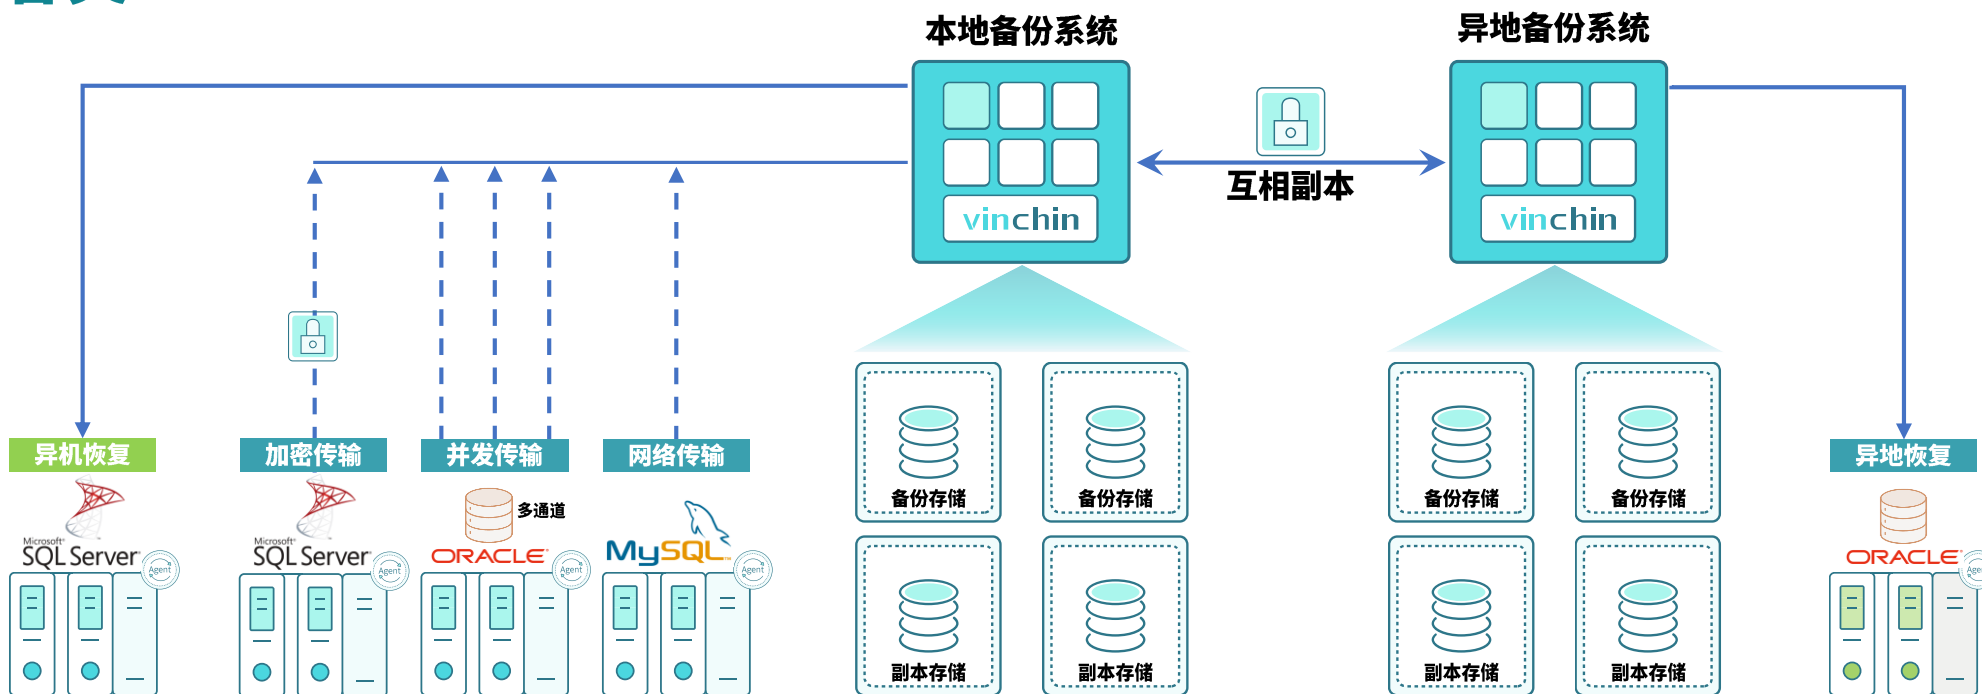 本地备份系统
异地备份系统
vinchin
vinchin
互相副本
异机恢复
加密传输
并发传输
网络传输
异地恢复
Microsoft®
SQL Server®
Agent
Microsoft®
SQL Server®
Agent
多通道
ORACLE®
Agent
MySQL™
Agent
备份存储
备份存储
备份存储
备份存储
ORACLE®
副本存储
副本存储
副本存储
副本存储